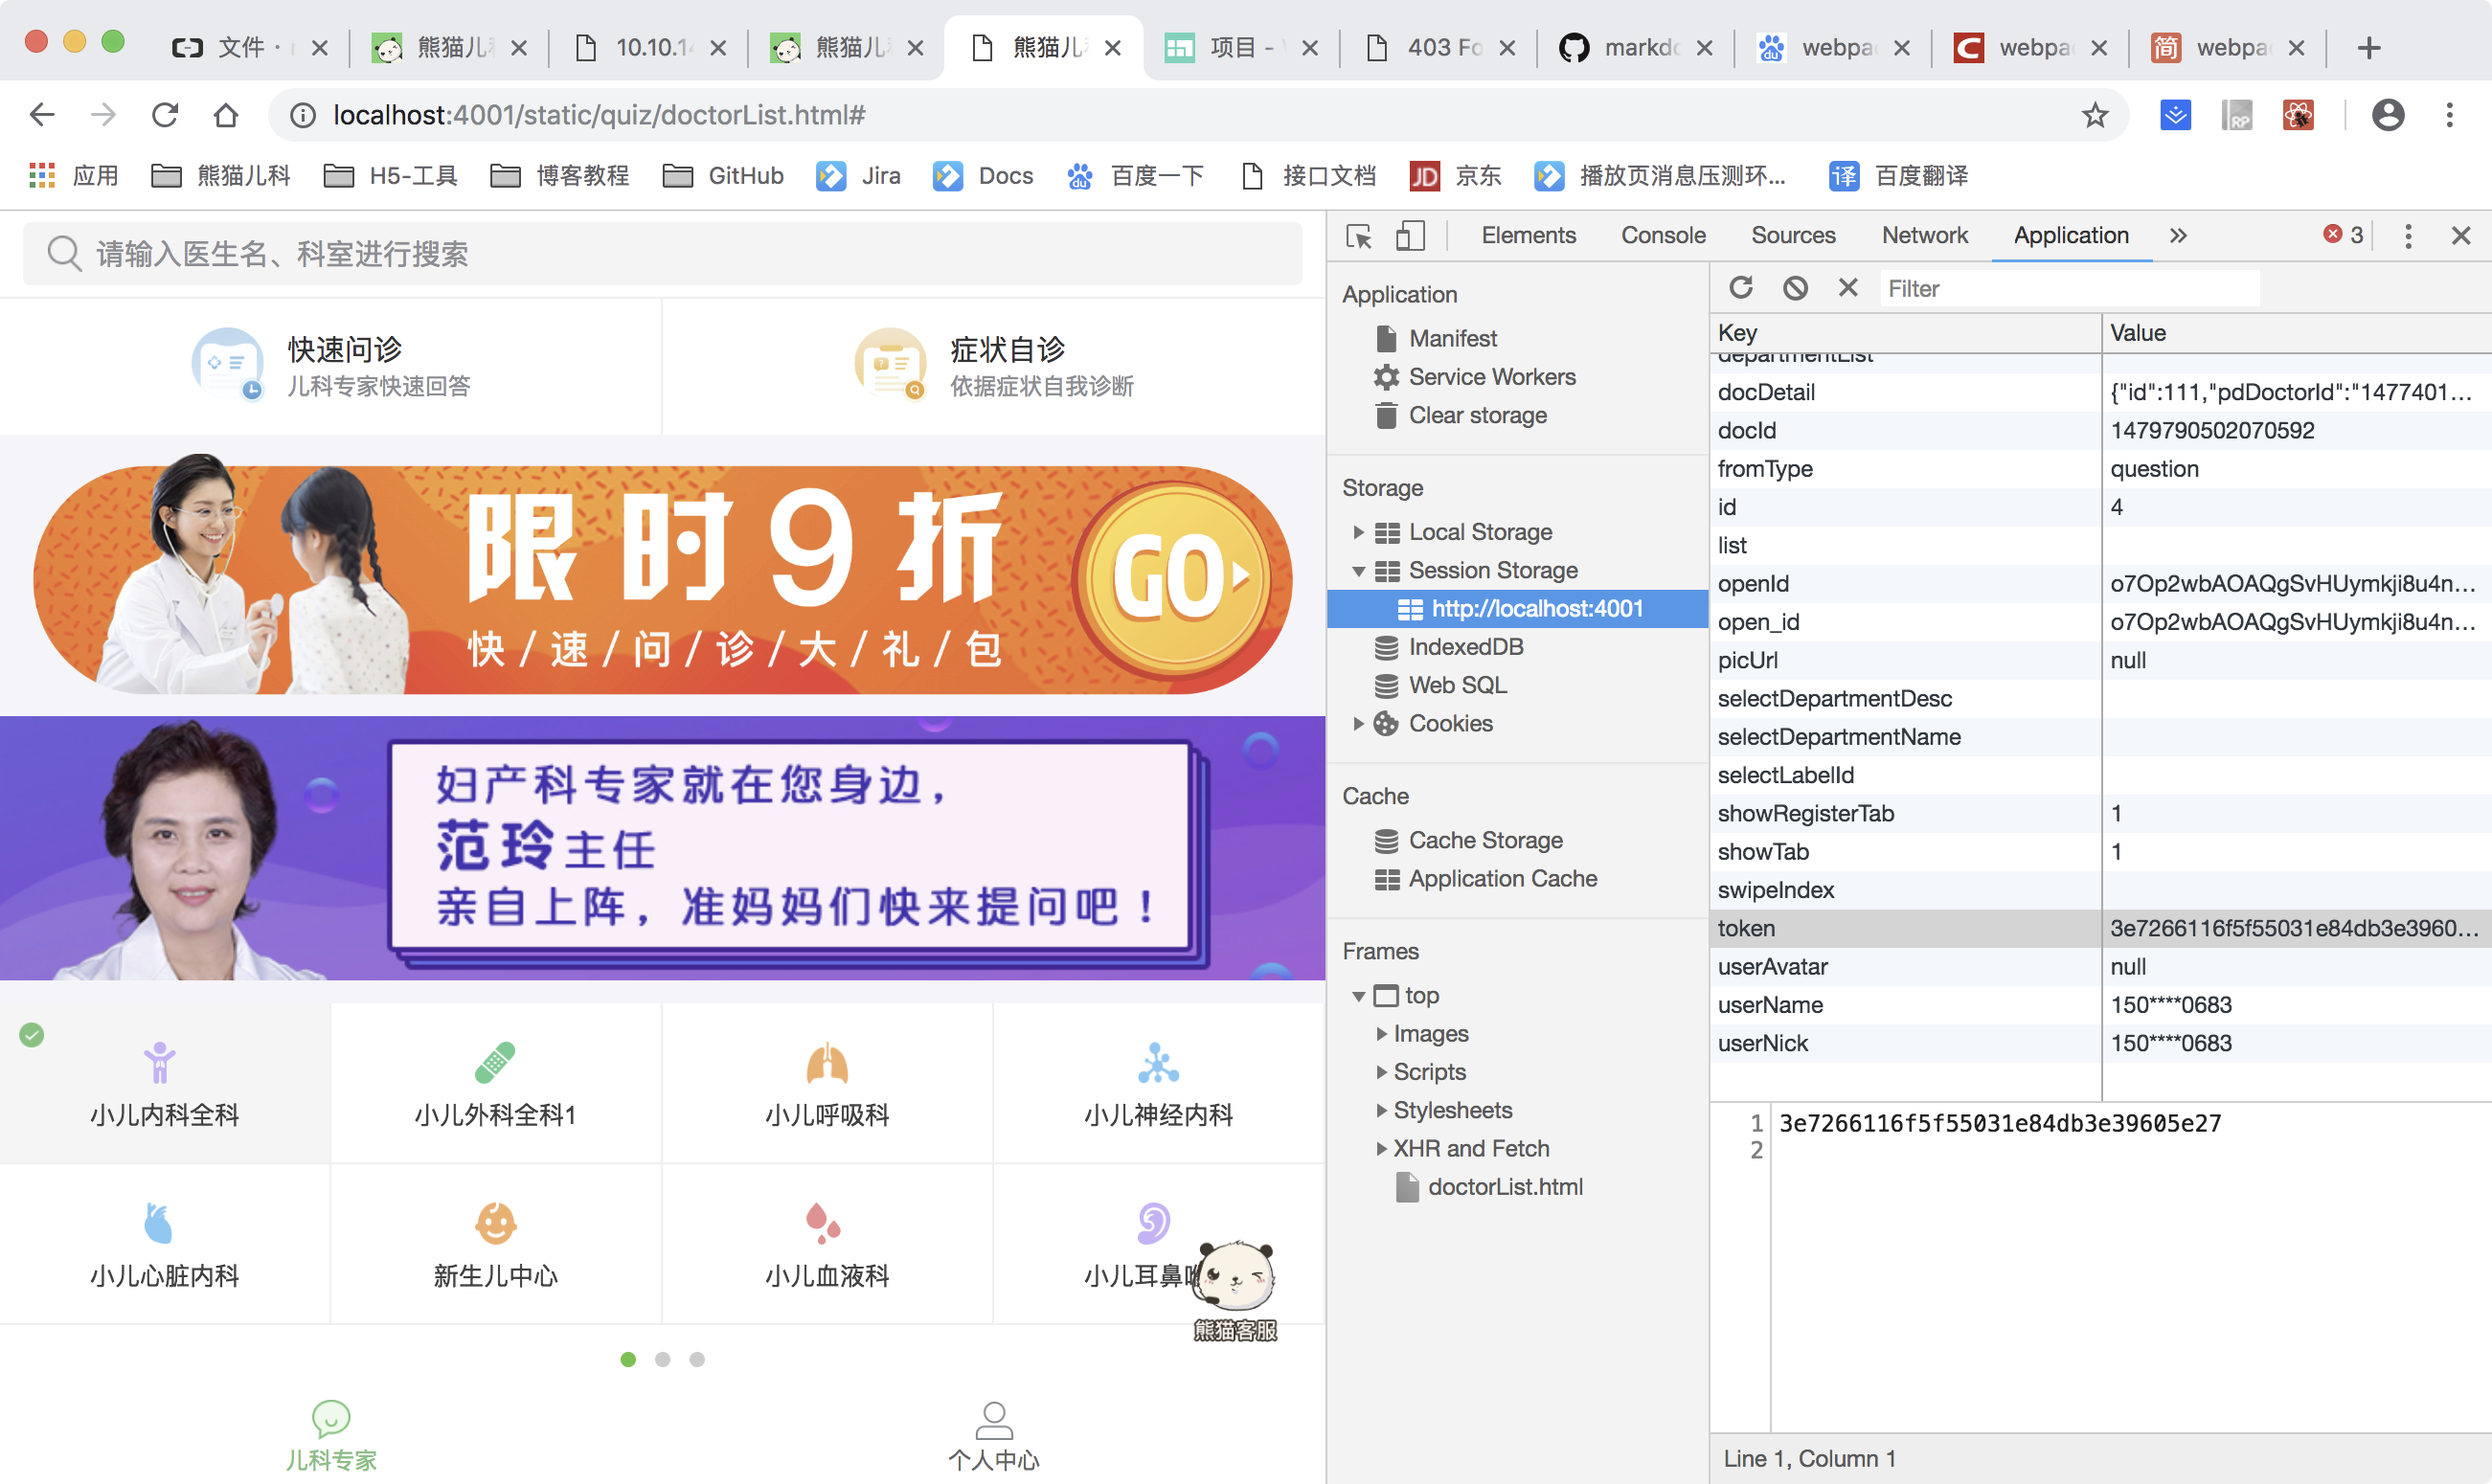 文件 ·
熊猫儿科
10.10.14
熊猫儿
熊猫儿
项目 -
403 Fo
markdo
webpac
webpac
webpac
localhost:4001/static/quiz/doctorList.html#
应用
熊猫儿科
H5-工具
博客教程
GitHub
Jira
Docs
百度一下
接口文档
京东
播放页消息压测环...
百度翻译
请输入医生名、科室进行搜索
快速问诊
儿科专家快速回答
症状自诊
依据症状自我诊断
限时9折
GO
快/速/问/诊/大/礼/包
妇产科专家就在您身边，
范玲主任
亲自上阵，准妈妈们快来提问吧！
小儿内科全科
小儿外科全科1
小儿呼吸科
小儿神经内科
小儿心脏内科
新生儿中心
小儿血液科
小儿耳鼻
熊猫客服
儿科专家
个人中心
Elements
Console
Sources
Network
Application
3
Application
Manifest
Service Workers
Clear storage
Storage
Local Storage
Session Storage
http://localhost:4001
IndexedDB
Web SQL
Cookies
Cache
Cache Storage
Application Cache
Frames
top
Images
Scripts
Stylesheets
XHR and Fetch
doctorList.html
Filter
Key Value
departmentList
docDetail {"id":111,"pdDoctorId":"1477401...
docId 1479790502070592
fromType question
id 4
list
openId o7Op2wbAOAQgSvHUymkji8u4n...
open_id o7Op2wbAOAQgSvHUymkji8u4n...
picUrl null
selectDepartmentDesc
selectDepartmentName
selectLabelId
showRegisterTab 1
showTab 1
swipeIndex
token 3e7266116f5f55031e84db3e3960...
userAvatar null
userName 150****0683
userNick 150****0683
1 3e7266116f5f55031e84db3e39605e27
2
Line 1, Column 1